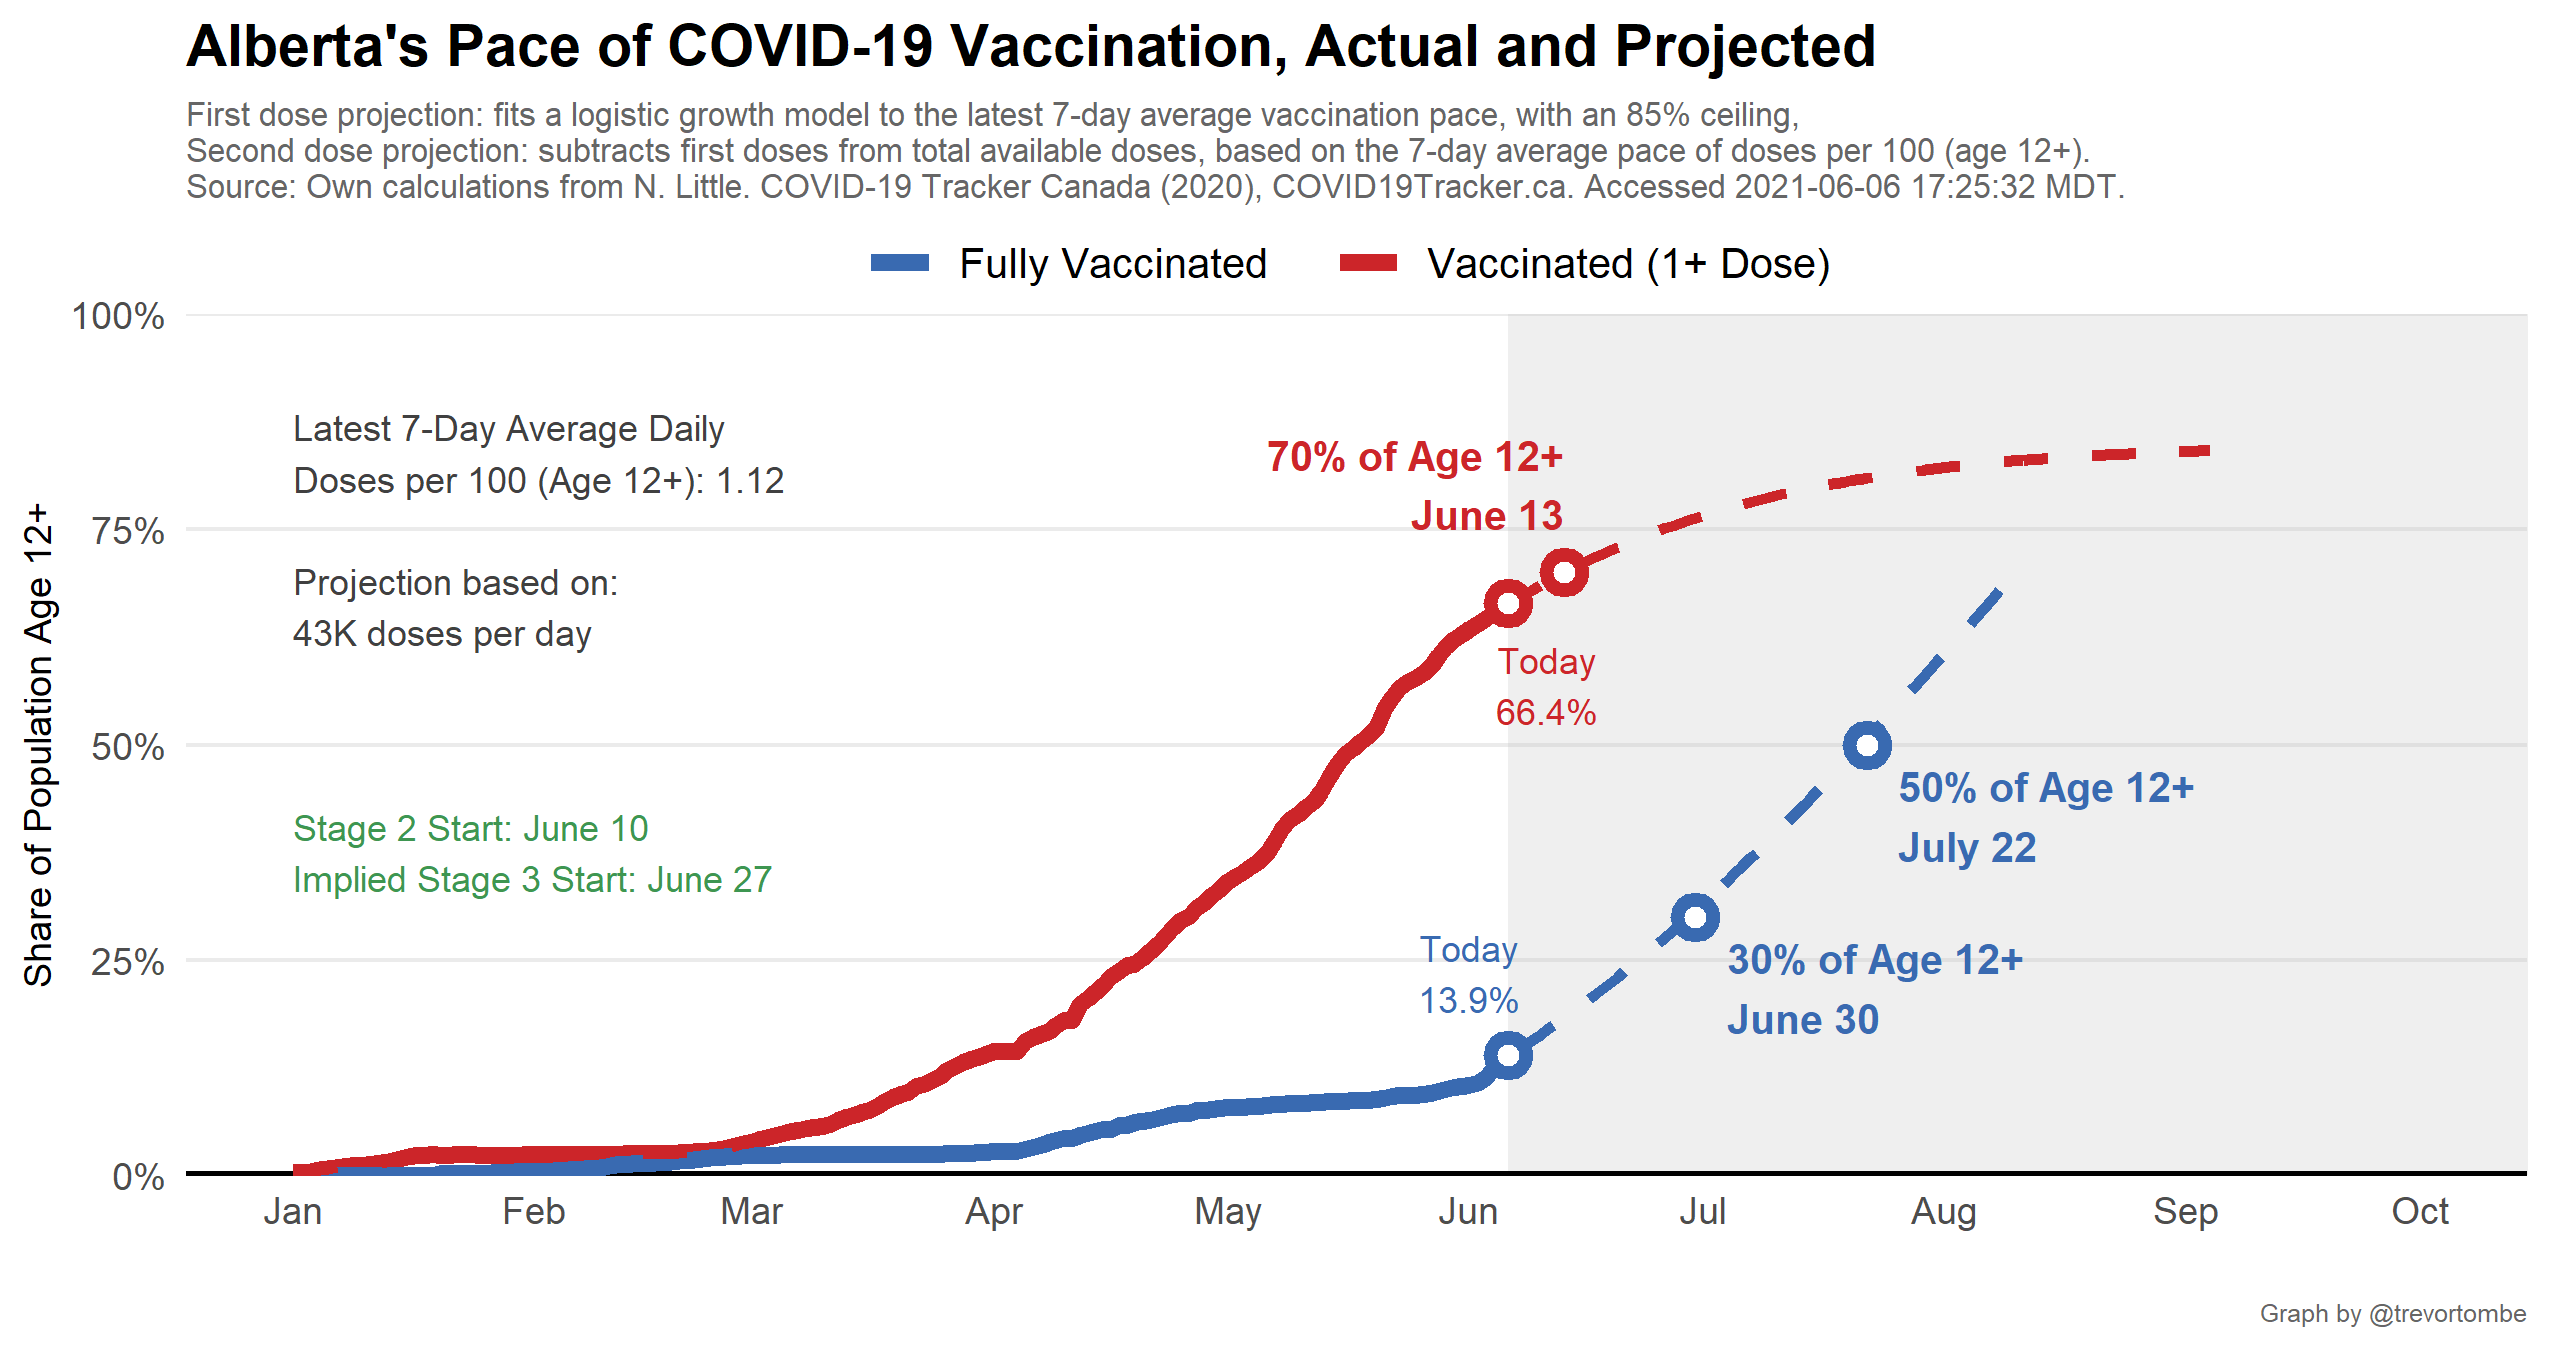 Alberta's Pace of COVID-19 Vaccination, Actual and Projected
First dose projection: fits a logistic growth model to the latest 7-day average vaccination pace, with an 85% ceiling,
Second dose projection: subtracts first doses from total available doses, based on the 7-day average pace of doses per 100 (age 12+).
Source: Own calculations from N. Little. COVID-19 Tracker Canada (2020), COVID19Tracker.ca. Accessed 2021-06-06 17:25:32 MDT.
Fully Vaccinated
Vaccinated (1+ Dose)
Share of Population Age 12+
100%
75%
50%
25%
0%
Latest 7-Day Average Daily
Doses per 100 (Age 12+): 1.12
Projection based on:
43K doses per day
Stage 2 Start: June 10
Implied Stage 3 Start: June 27
70% of Age 12+
June 13
Today
66.4%
50% of Age 12+
July 22
Today
13.9%
30% of Age 12+
June 30
Jan
Feb
Mar
Apr
May
Jun
Jul
Aug
Sep
Oct
Graph by @trevortombe